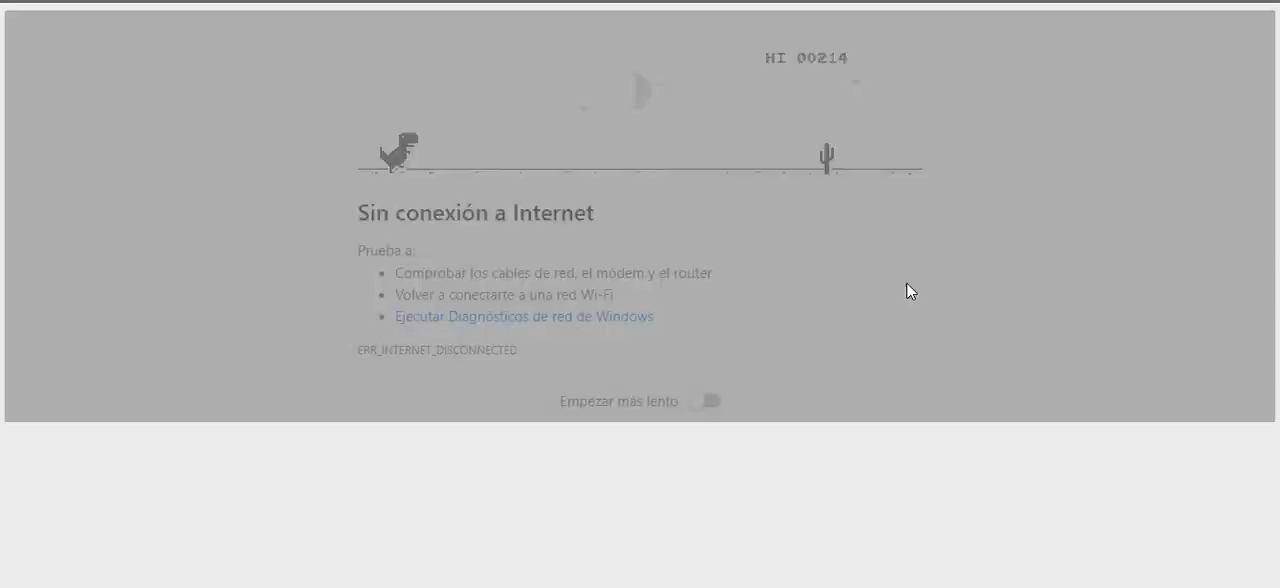 HI 00214
Sin conexión a Internet
Prueba a:
Comprobar los cables de red, el módem y el router
Volver a conectarte a una red Wi-Fi
Ejecutar Diagnósticos de red de Windows
ERR_INTERNET_DISCONNECTED
Empezar más lento